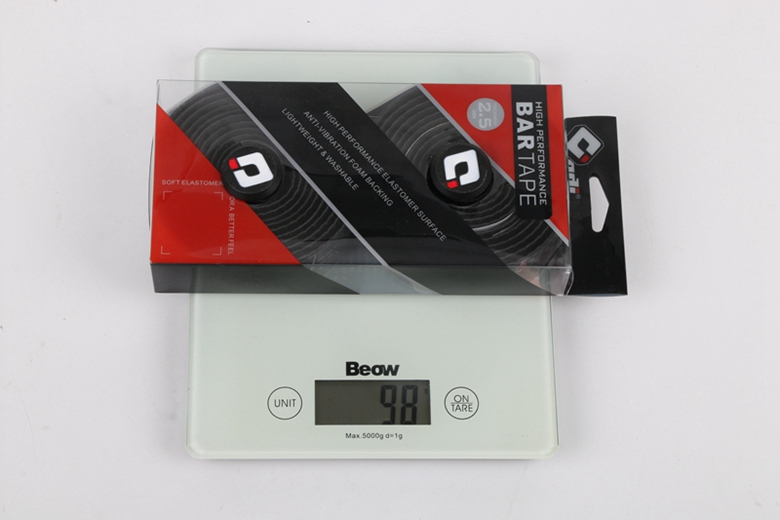 2.5
HIGH PERFORMANCE
BARTAPE
odi
HIGH PERFORMANCE ELASTOMER SURFACE
ANTI-VIBRATION FOAM BACKING
LIGHTWEIGHT & WASHABLE
SOFT ELASTOMER
A BETTER FEEL
Beow
UNIT
98
ON
TARE
Max.5000g d=1g